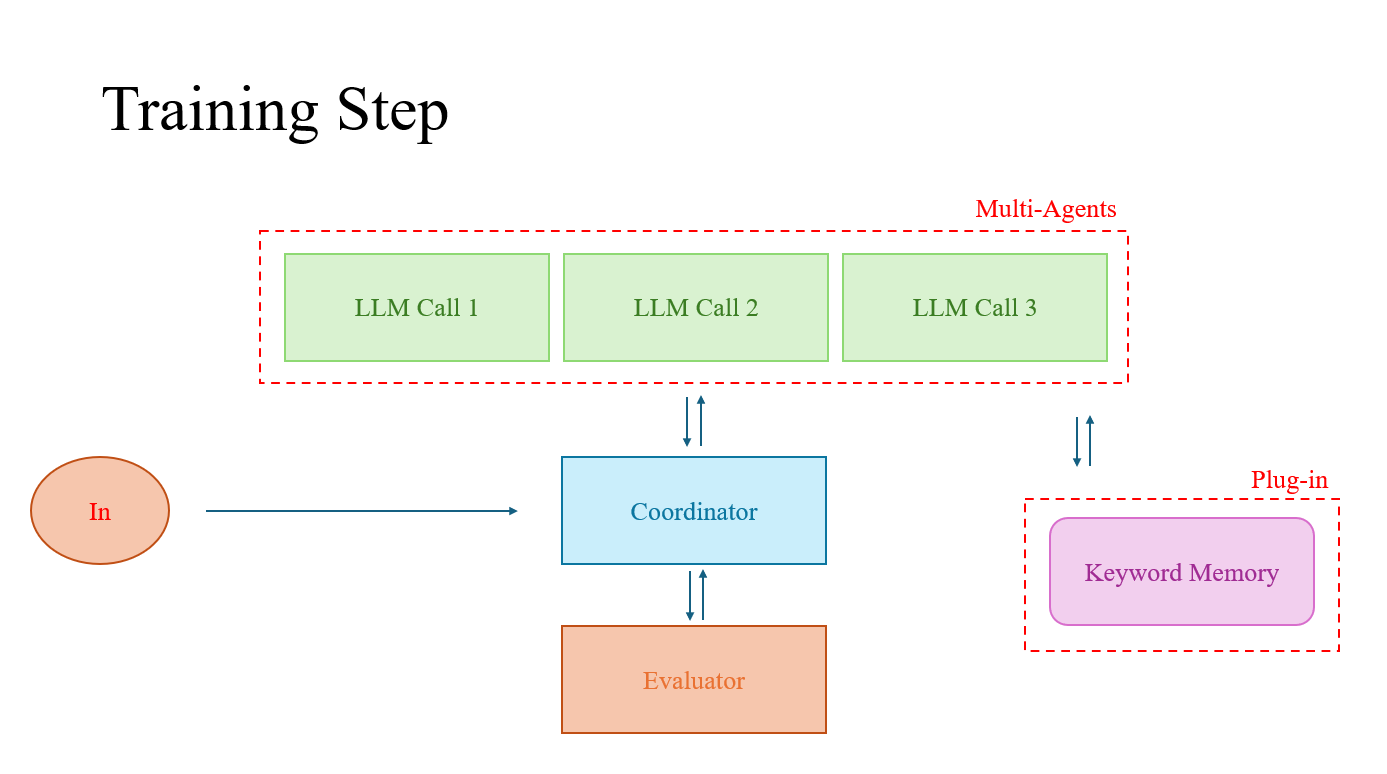 Training Step
Multi-Agents
LLM Call 1
LLM Call 2
LLM Call 3
In
Coordinator
Plug-in
Keyword Memory
Evaluator